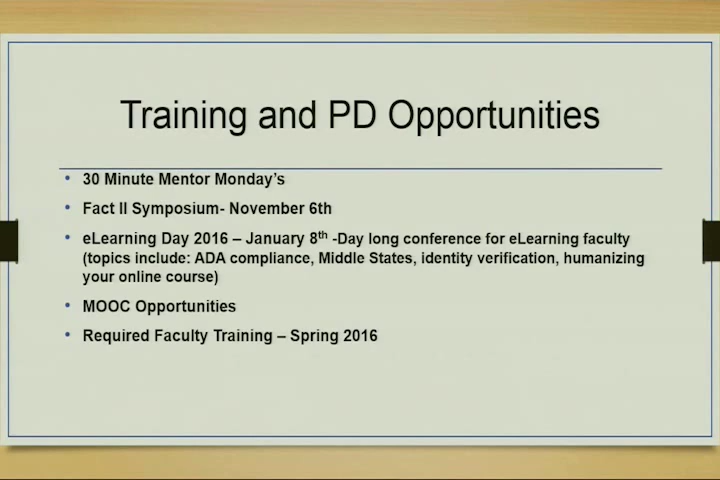 Training and PD Opportunities
• 30 Minute Mentor Monday's
• Fact II Symposium- November 6th
• eLearning Day 2016 – January 8th -Day long conference for eLearning faculty
(topics include: ADA compliance, Middle States, identity verification, humanizing
your online course)
• MOOC Opportunities
• Required Faculty Training – Spring 2016